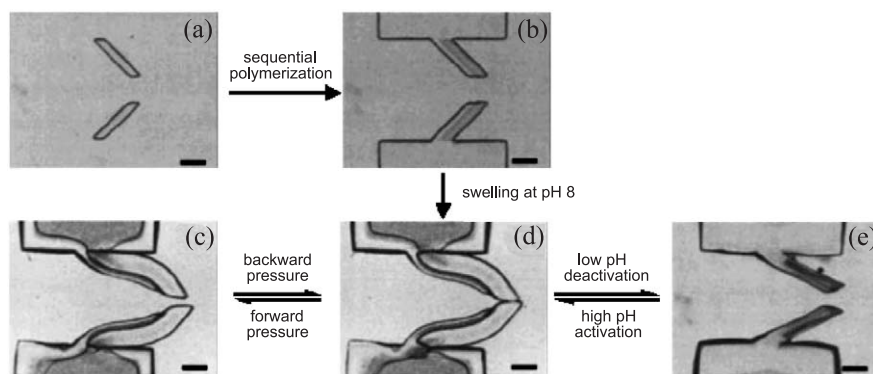 (a)
sequential
polymerization
(b)
swelling at pH 8
(c)
backward
pressure
forward
pressure
(d)
low pH
deactivation
high pH
activation
(e)